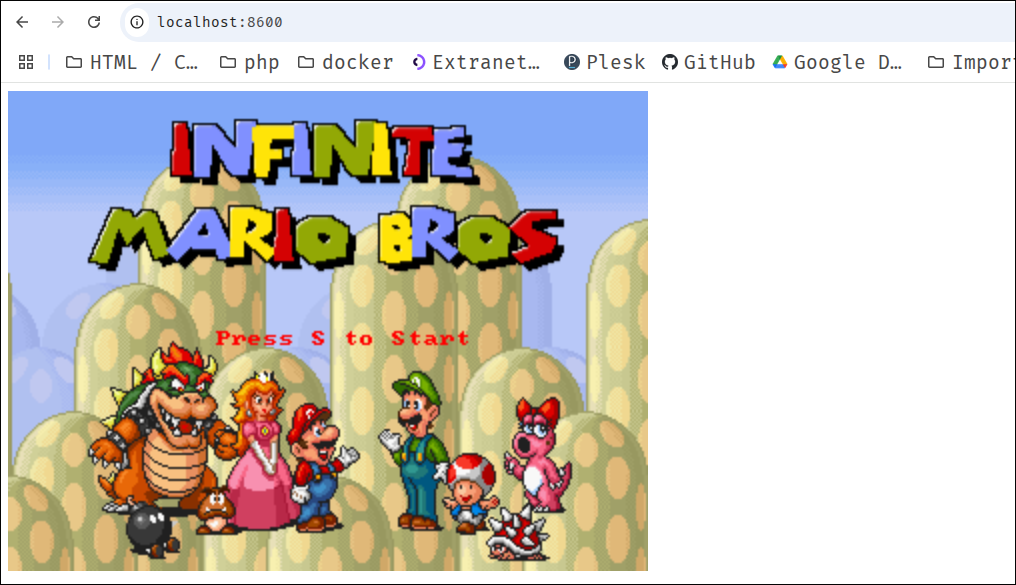 localhost:8600
HTML / C… php docker Extranet… Plesk GitHub Google D… Impor
INFINITE
MARIO BROS
Press S to Start